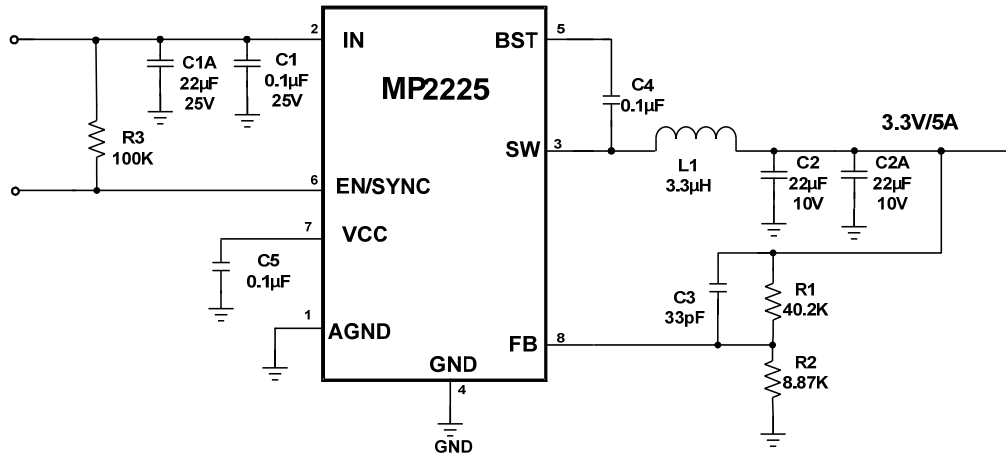 2
IN
C1A
22µF
25V
C1
0.1µF
25V
R3
100K
6
EN/SYNC
7
VCC
C5
0.1µF
1
AGND
MP2225
BST
5
C4
0.1µF
SW
3
L1
3.3µH
3.3V/5A
C2
22µF
10V
C2A
22µF
10V
C3
33pF
R1
40.2K
FB
8
R2
8.87K
GND
4
GND